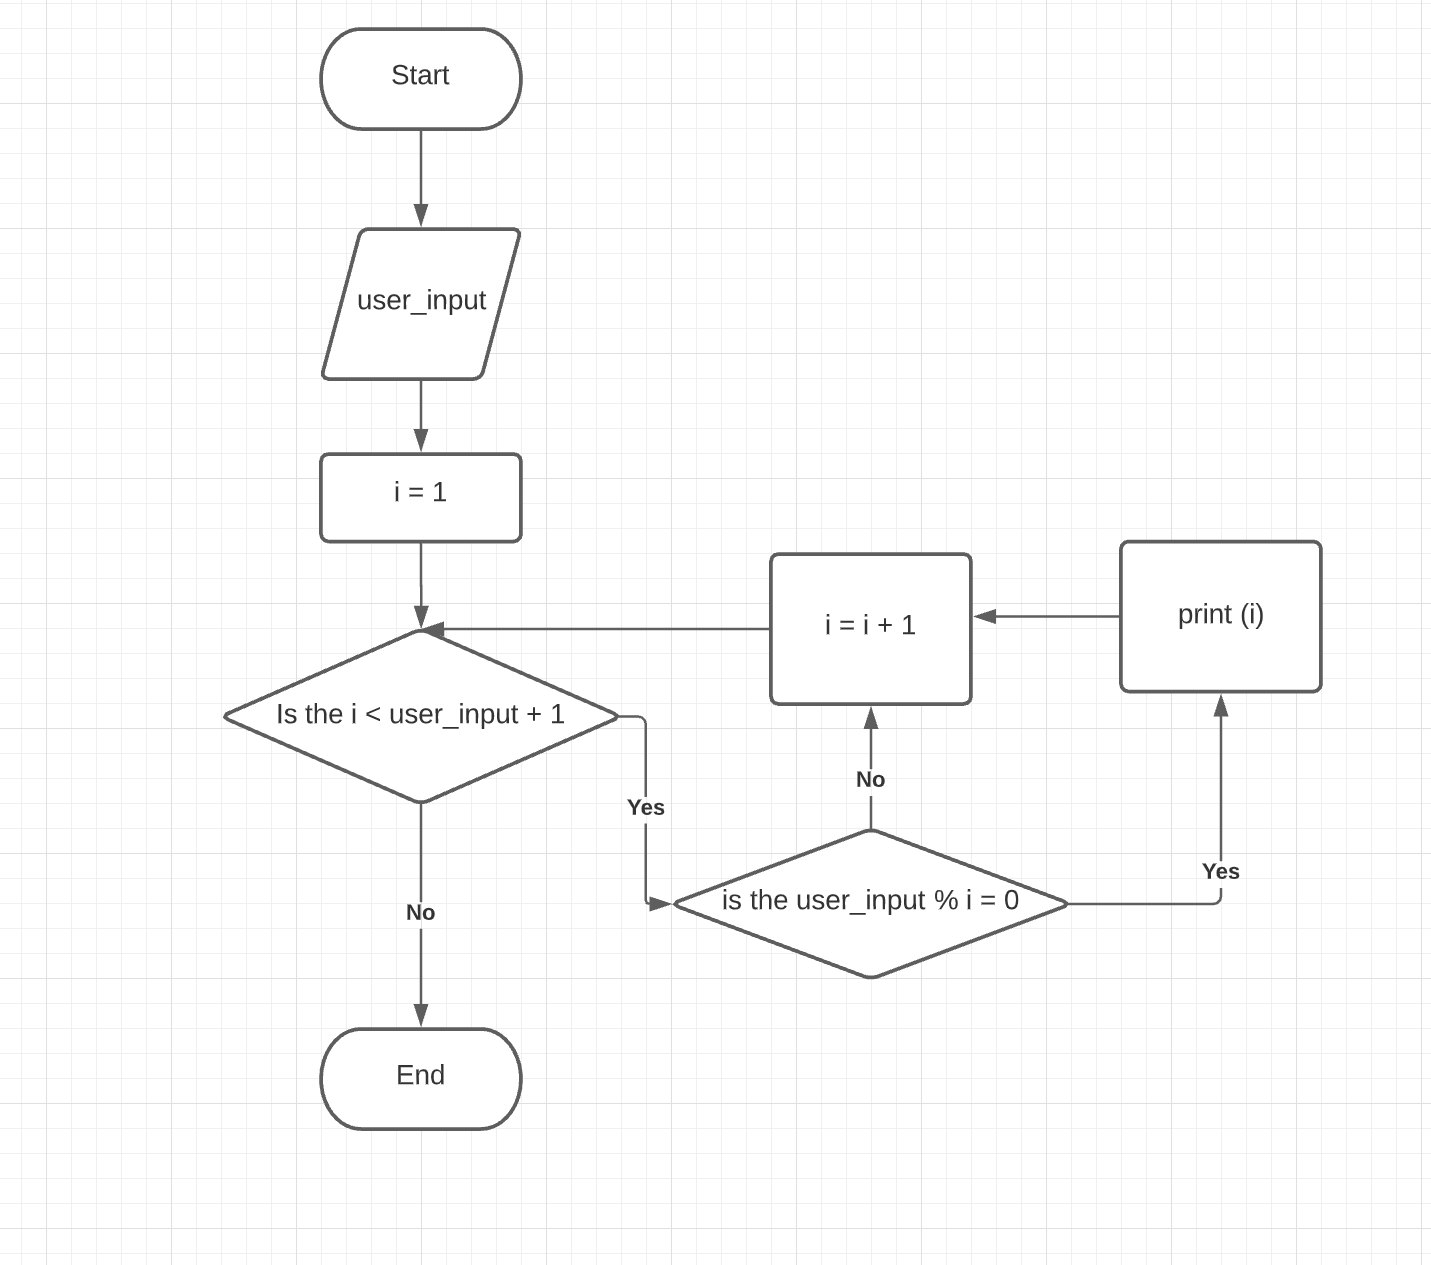 Start
user_input
i = 1
i = i + 1
print (i)
Is the i < user_input + 1
No
Yes
Yes
is the user_input % i = 0
No
End